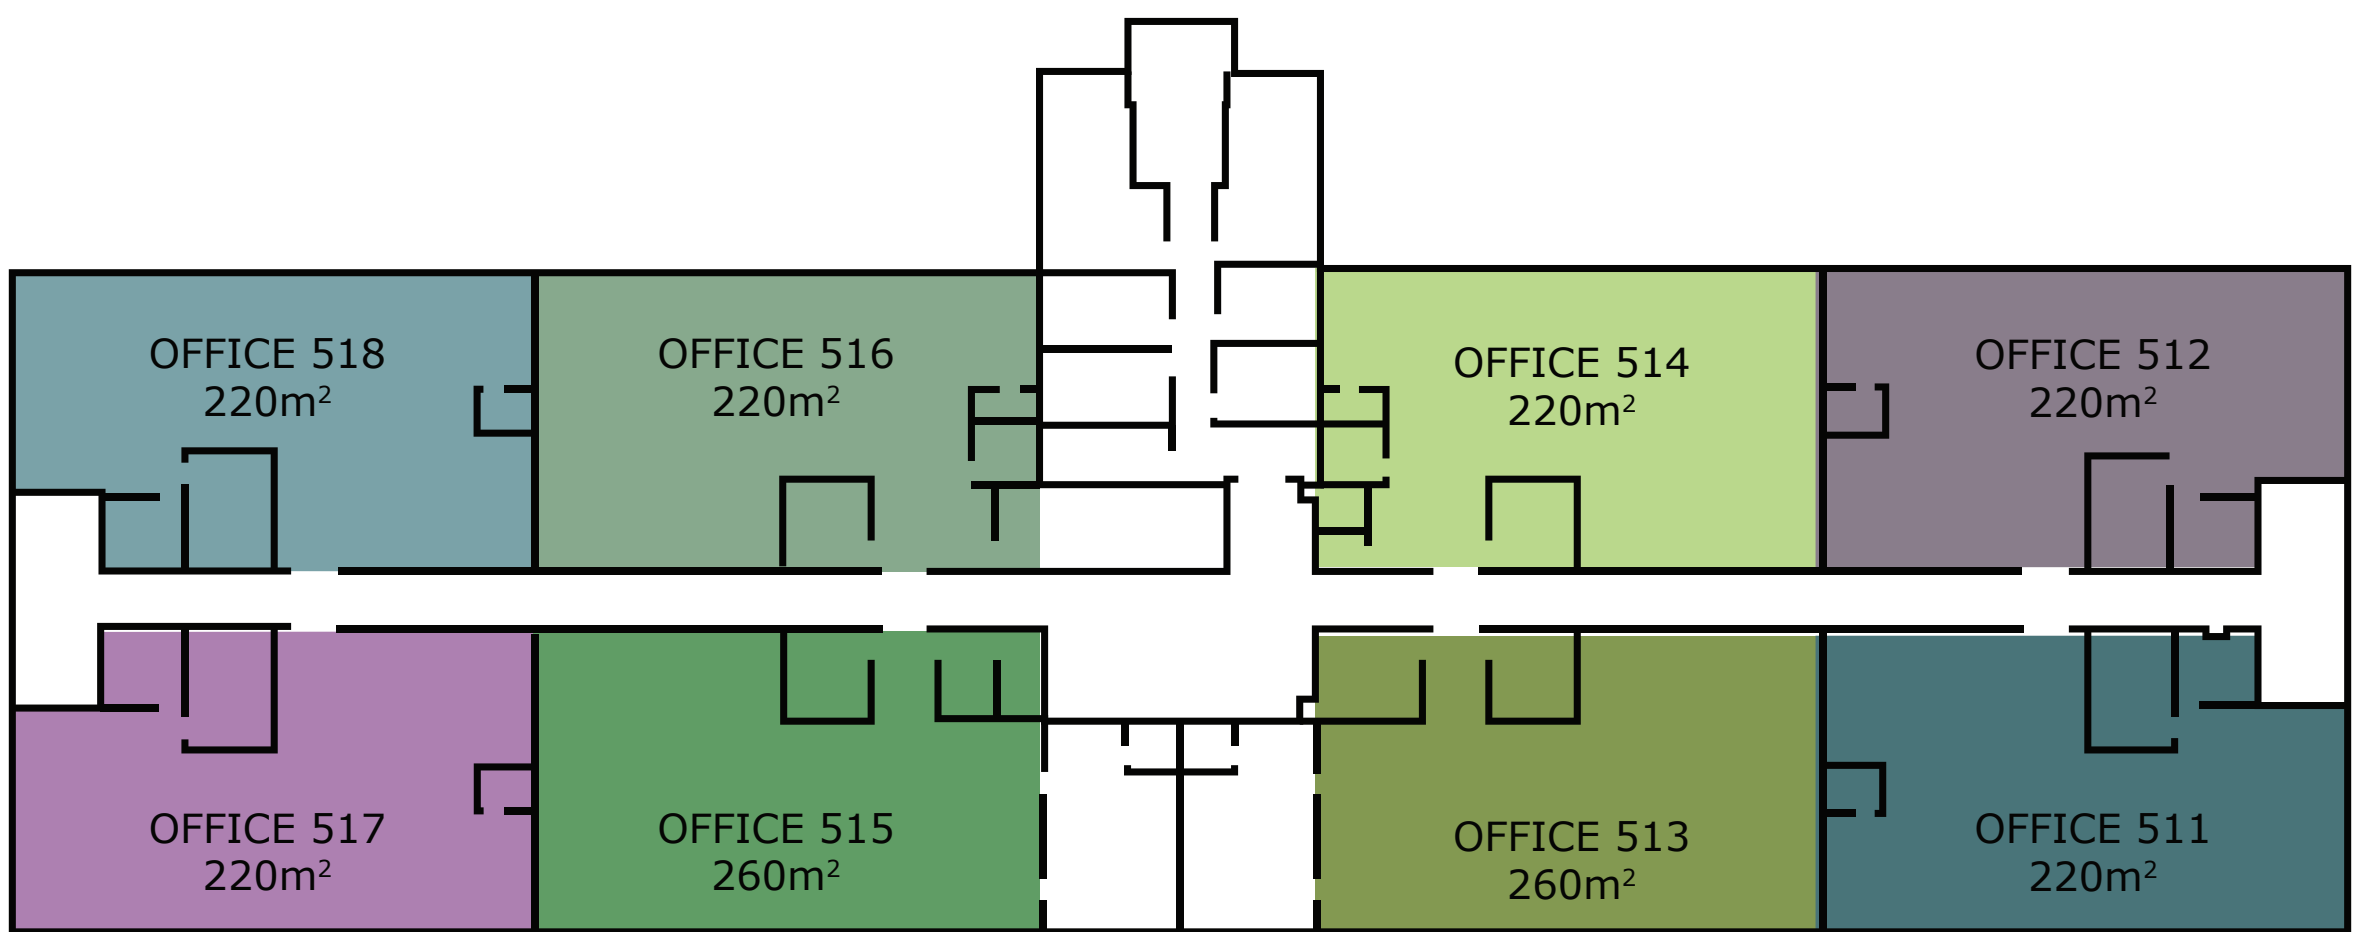 OFFICE 518
220m²
OFFICE 516
220m²
OFFICE 514
220m²
OFFICE 512
220m²
OFFICE 517
220m²
OFFICE 515
260m²
OFFICE 513
260m²
OFFICE 511
220m²